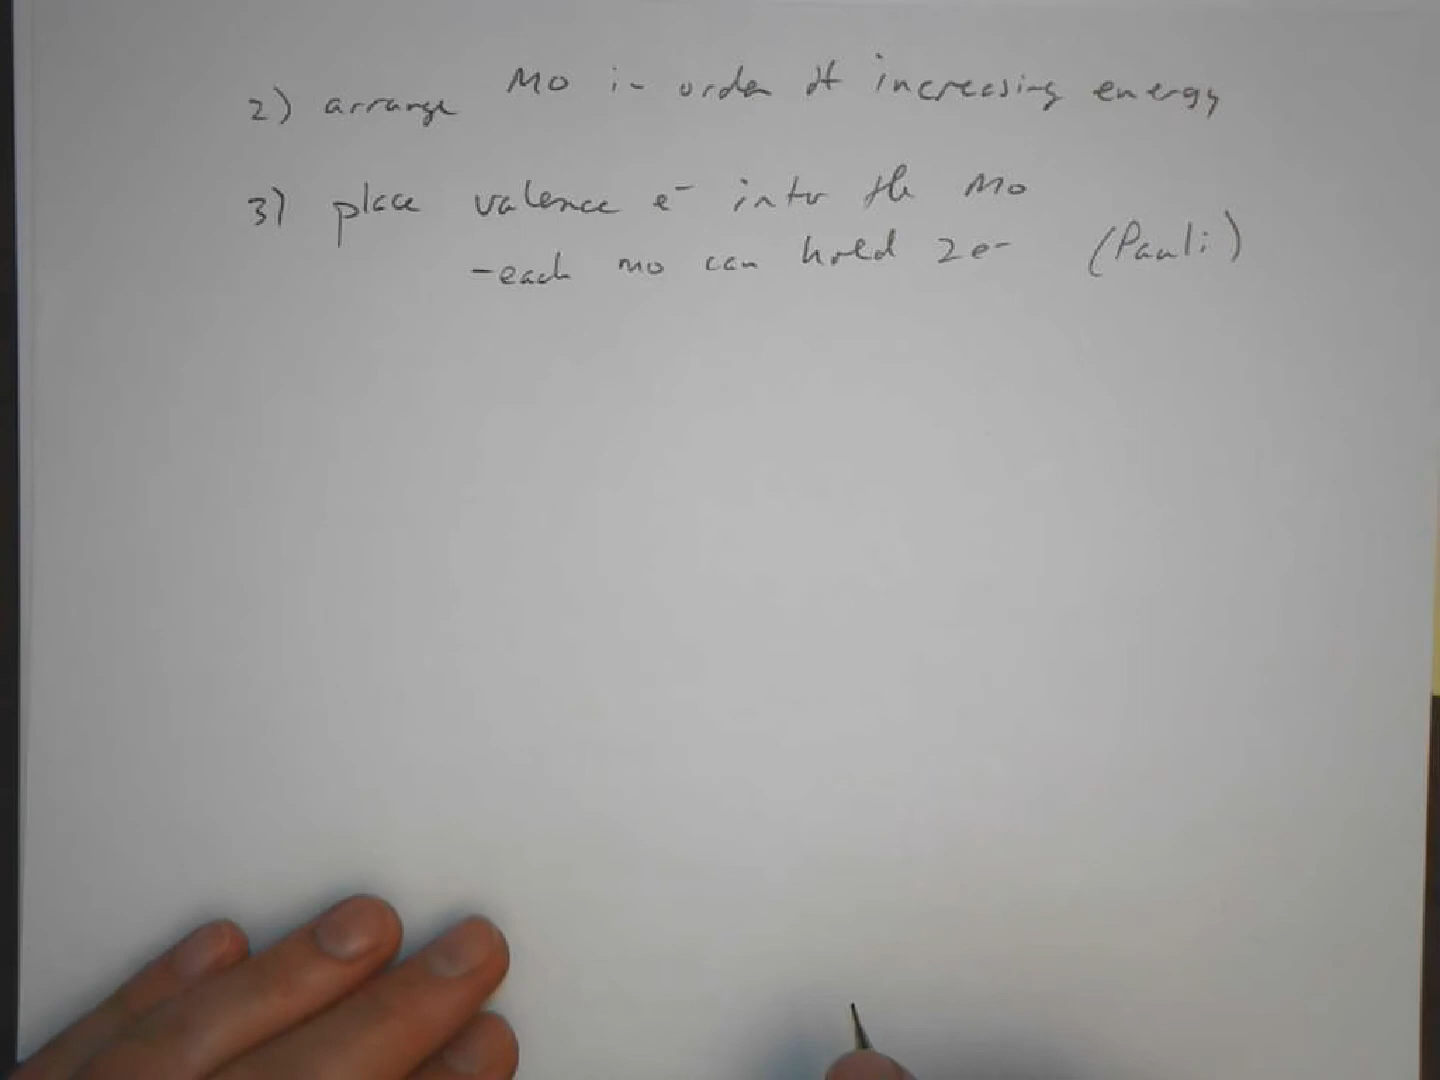 2) arrange MO in order of increasing energy
3) place valence e⁻ into the MO
-each MO can hold 2e⁻ (Pauli)